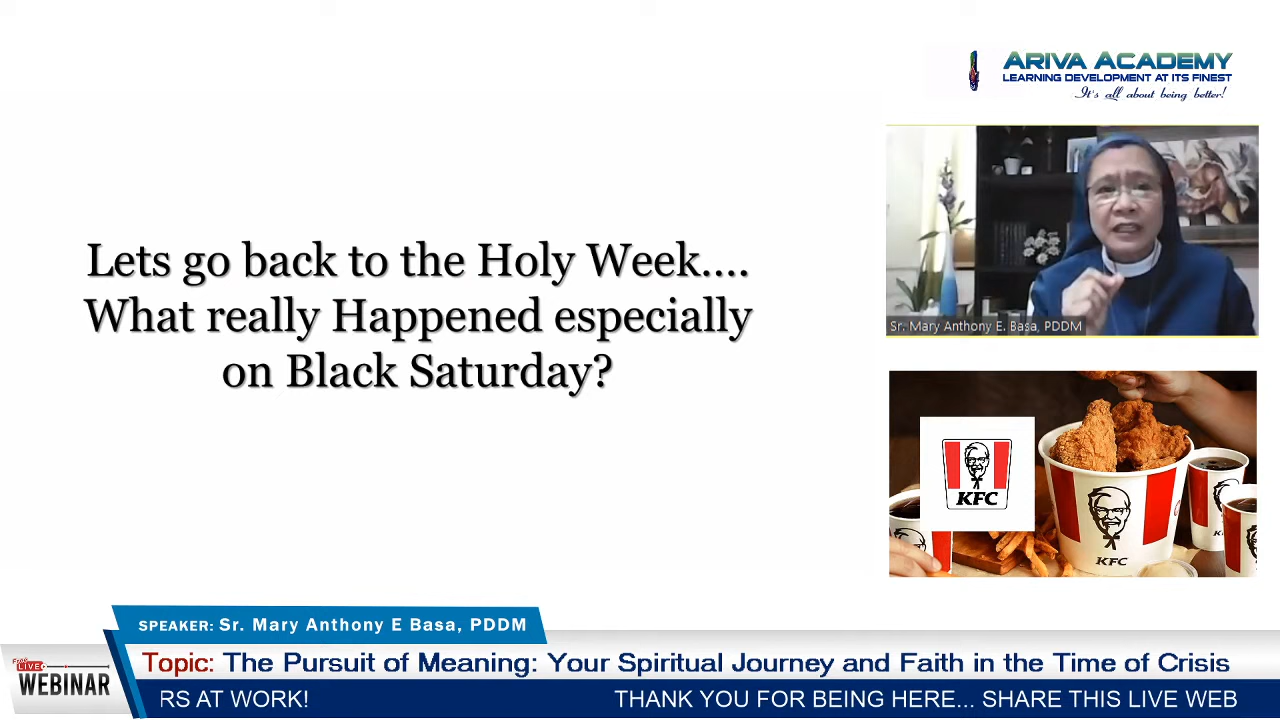 Lets go back to the Holy Week....
What really Happened especially
on Black Saturday?
ARIVA ACADEMY
LEARNING DEVELOPMENT AT ITS FINEST
It's all about being better!
Sr. Mary Anthony E. Basa, PDDM
KFC
KFC
SPEAKER: Sr. Mary Anthony E Basa, PDDM
Free
LIVE
WEBINAR
Topic: The Pursuit of Meaning: Your Spiritual Journey and Faith in the Time of Crisis
RS AT WORK! THANK YOU FOR BEING HERE... SHARE THIS LIVE WEB